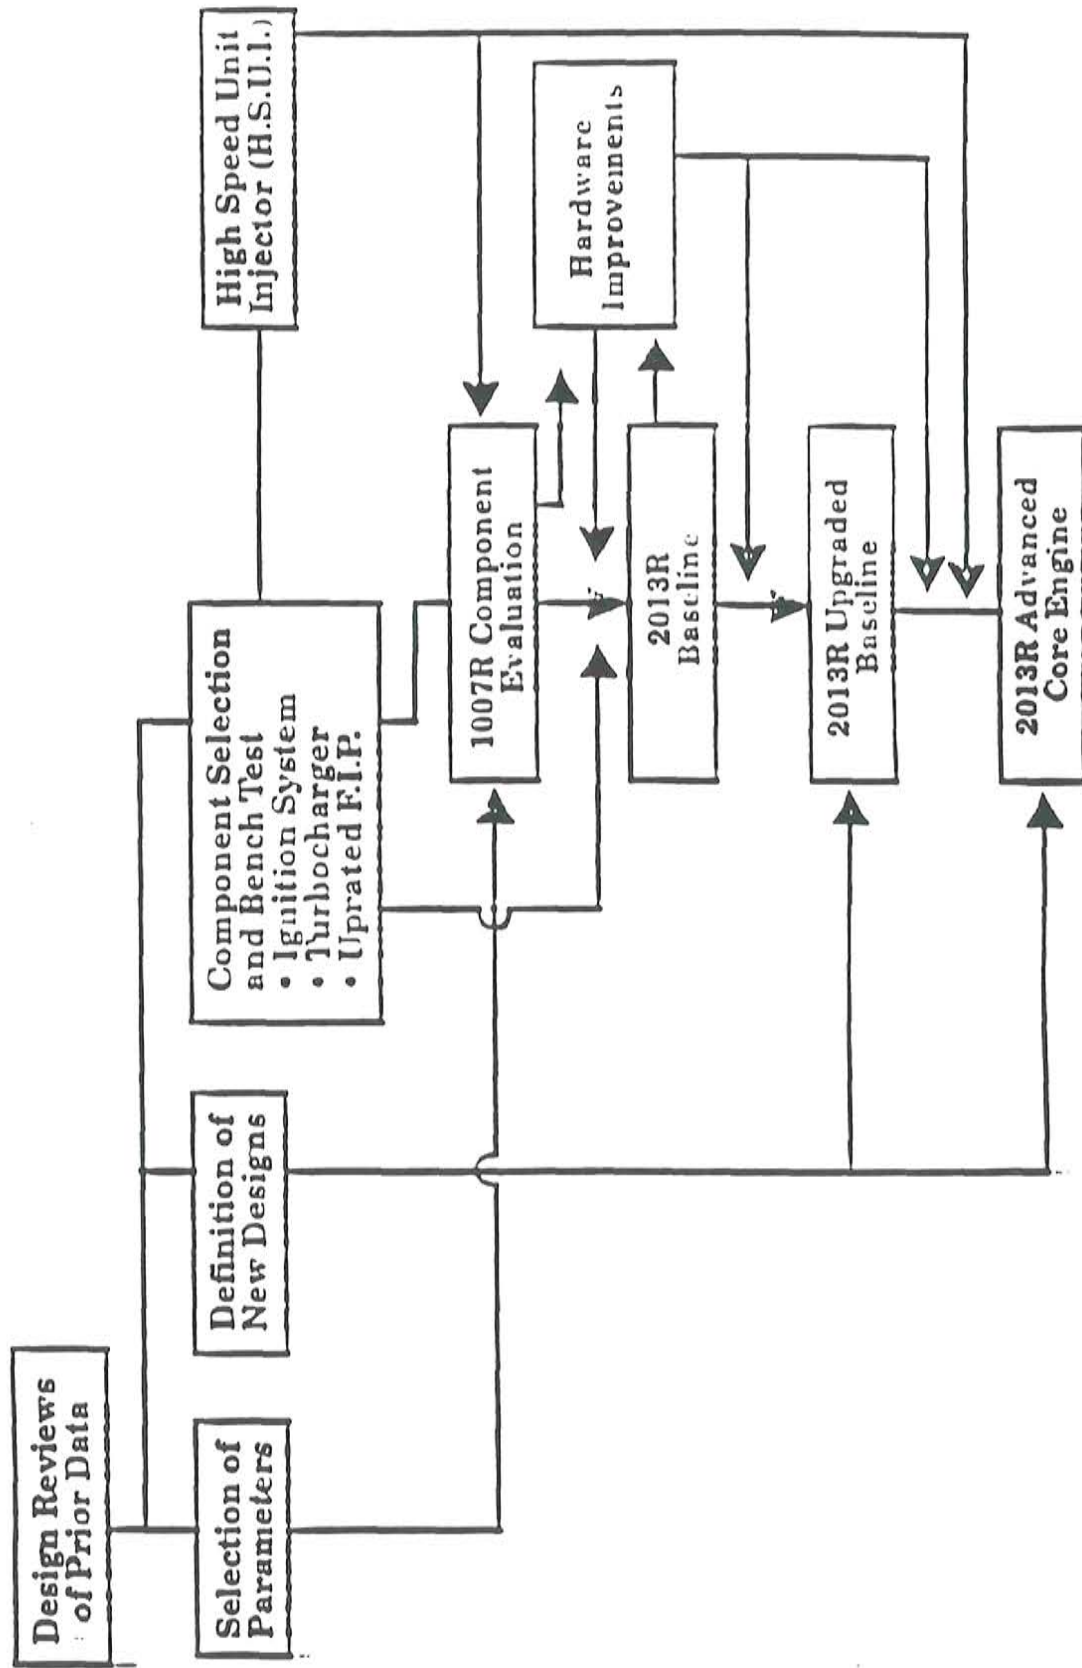 Design Reviews
of Prior Data
Selection of
Parameters
Definition of
New Designs
Component Selection
and Bench Test
• Ignition System
• Turbocharger
• Uprated F.I.P.
High Speed Unit
Injector (H.S.U.I.)
1007R Component
Evaluation
Hardware
Improvements
2013R
Baseline
2013R Upgraded
Baseline
2013R Advanced
Core Engine